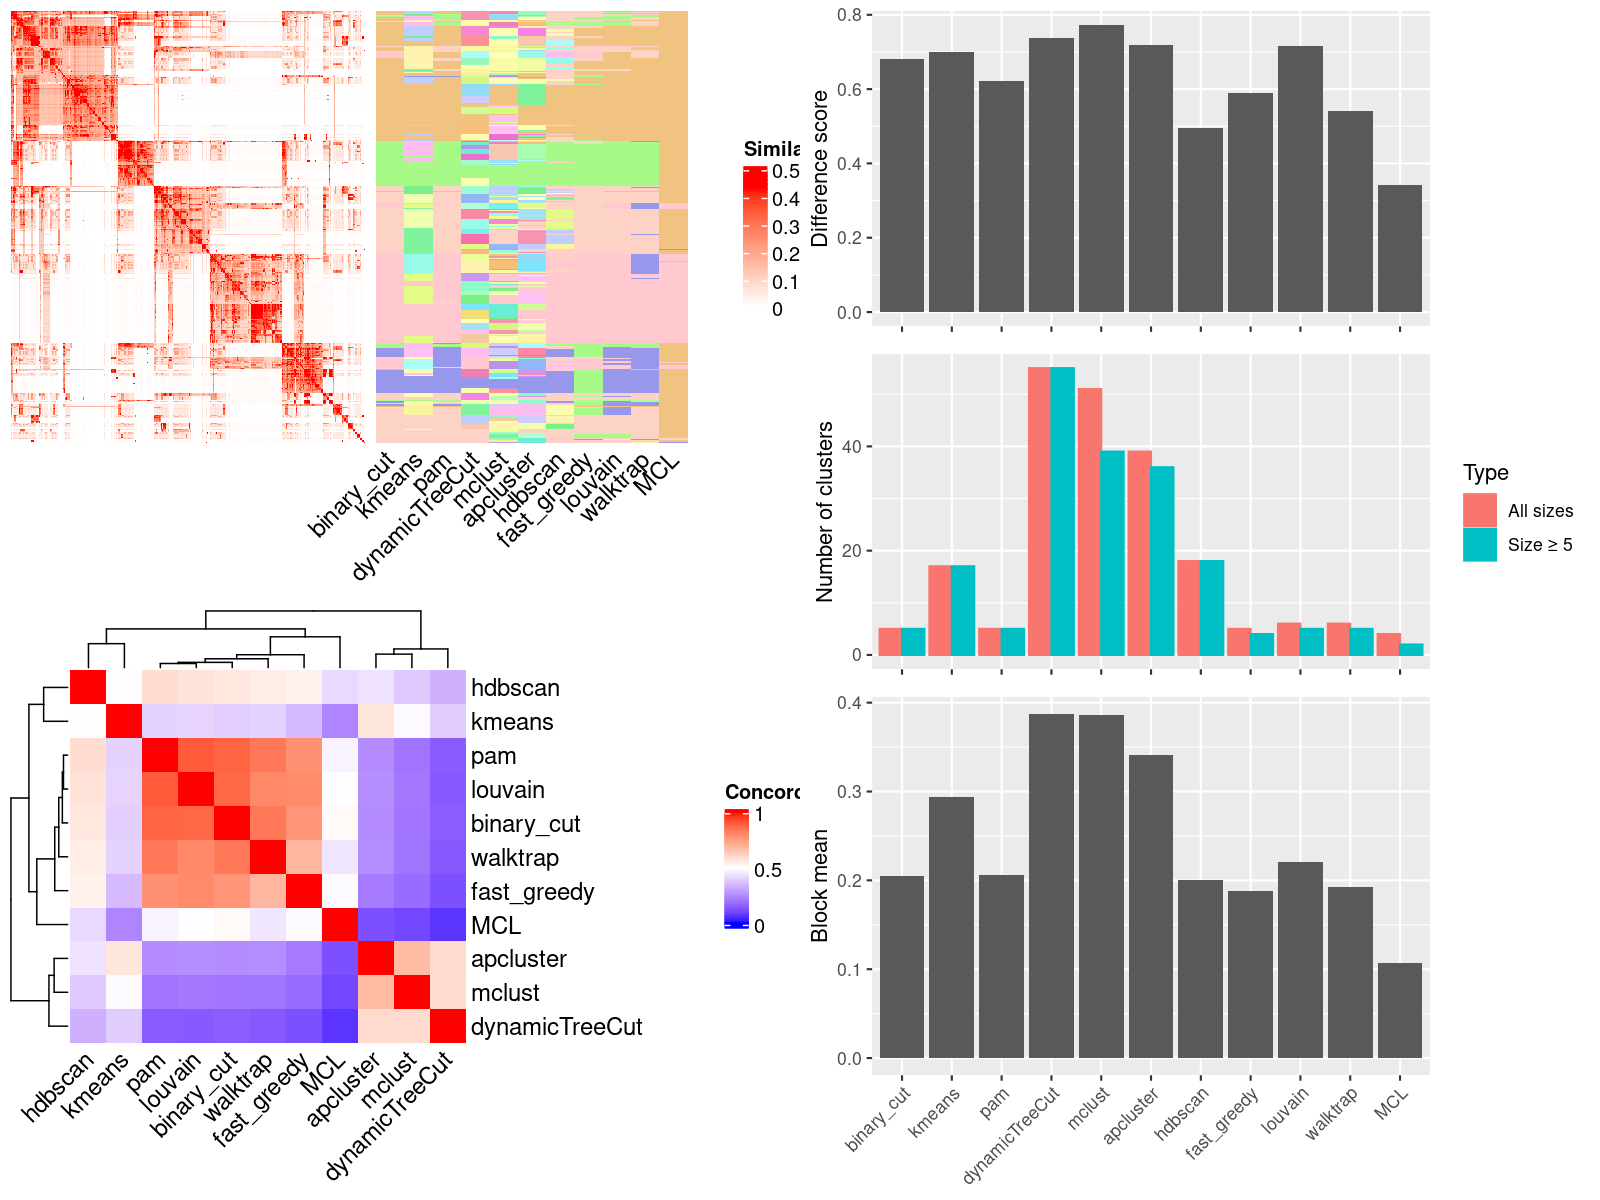 Simila
0.5
0.4
0.3
0.2
0.1
0
binary_cut
kmeans
pam
dynamicTreeCut
mclust
apcluster
hdbscan
fast_greedy
louvain
walktrap
MCL
hdbscan
kmeans
pam
louvain
binary_cut
walktrap
fast_greedy
MCL
apcluster
mclust
dynamicTreeCut
hdbscan
kmeans
pam
louvain
binary_cut
walktrap
fast_greedy
MCL
apcluster
mclust
dynamicTreeCut
Concord
1
0.5
0
Difference score
0.8
0.6
0.4
0.2
0.0
Number of clusters
40
20
0
Type
All sizes
Size ≥ 5
Block mean
0.4
0.3
0.2
0.1
0.0
binary_cut
kmeans
pam
dynamicTreeCut
mclust
apcluster
hdbscan
fast_greedy
louvain
walktrap
MCL